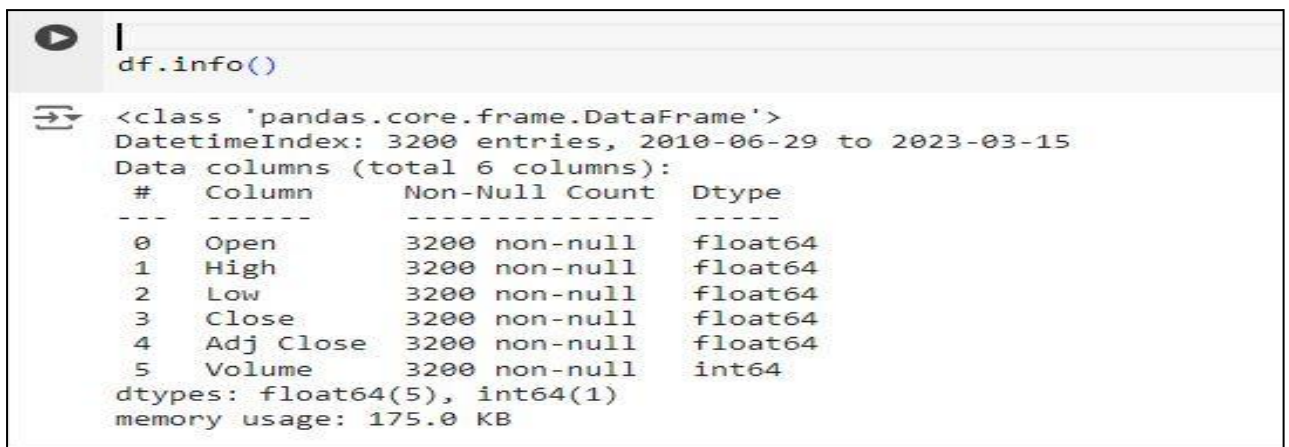 df.info()
<class 'pandas.core.frame.DataFrame'>
DatetimeIndex: 3200 entries, 2010-06-29 to 2023-03-15
Data columns (total 6 columns):
 #   Column     Non-Null Count  Dtype
---  ------     --------------  -----
 0   Open       3200 non-null   float64
 1   High       3200 non-null   float64
 2   Low        3200 non-null   float64
 3   Close      3200 non-null   float64
 4   Adj Close  3200 non-null   float64
 5   Volume     3200 non-null   int64
dtypes: float64(5), int64(1)
memory usage: 175.0 KB